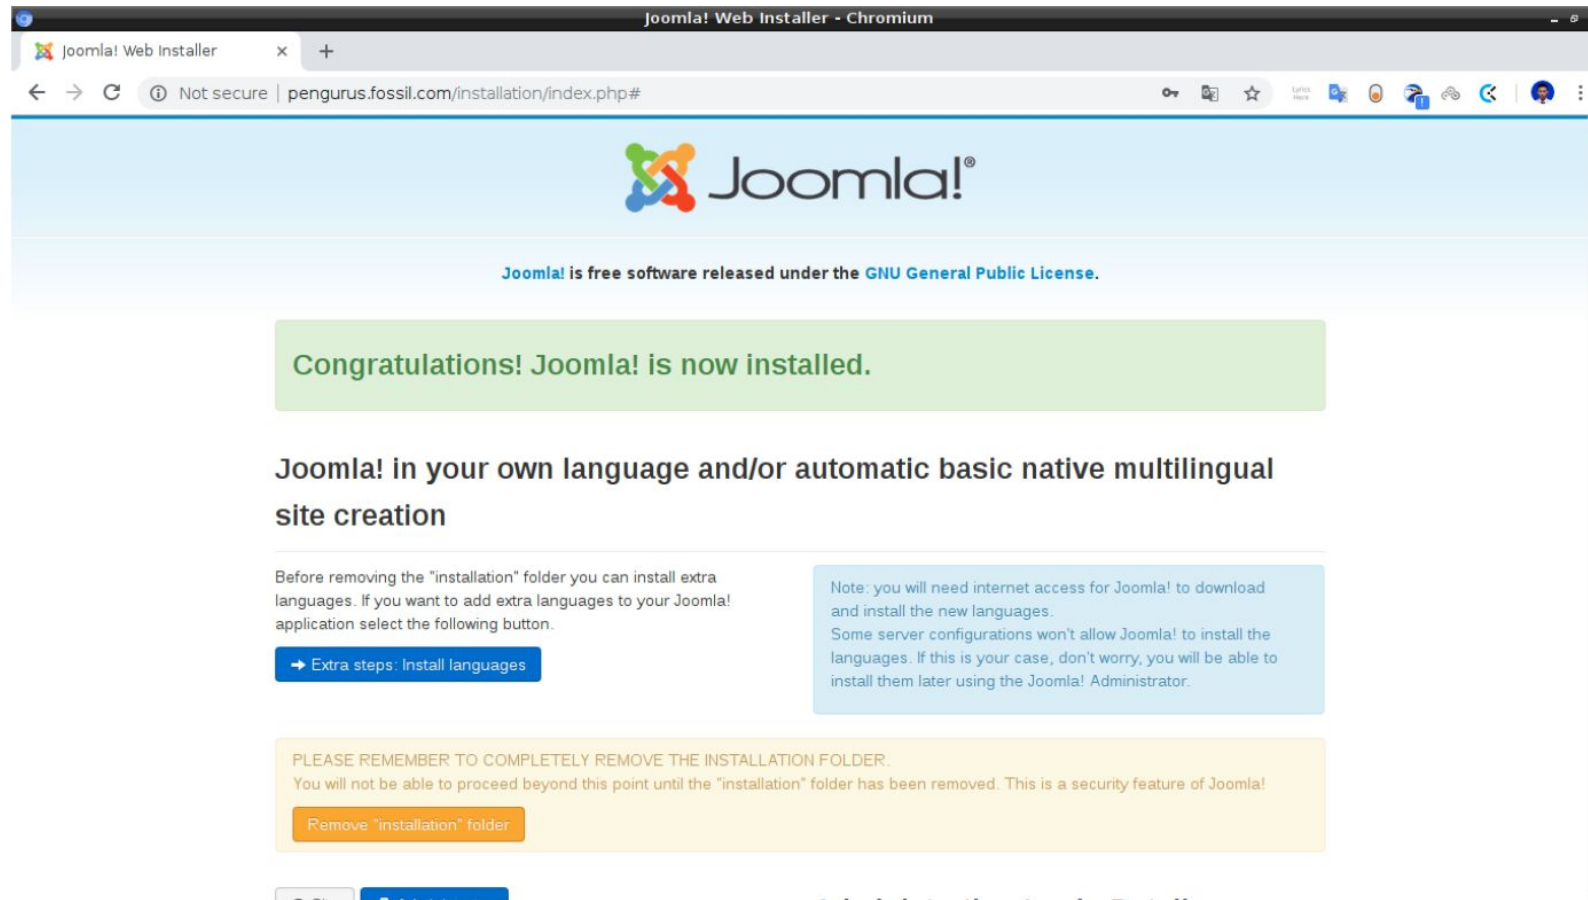 Joomla! Web Installer - Chromium
Joomla! Web Installer
Not secure | pengurus.fossil.com/installation/index.php#
Joomla!®
Joomla! is free software released under the GNU General Public License.
Congratulations! Joomla! is now installed.
Joomla! in your own language and/or automatic basic native multilingual
site creation
Before removing the "installation" folder you can install extra
languages. If you want to add extra languages to your Joomla!
application select the following button.
Extra steps: Install languages
Note: you will need internet access for Joomla! to download
and install the new languages.
Some server configurations won't allow Joomla! to install the
languages. If this is your case, don't worry, you will be able to
install them later using the Joomla! Administrator.
PLEASE REMEMBER TO COMPLETELY REMOVE THE INSTALLATION FOLDER.
You will not be able to proceed beyond this point until the "installation" folder has been removed. This is a security feature of Joomla!
Remove "installation" folder